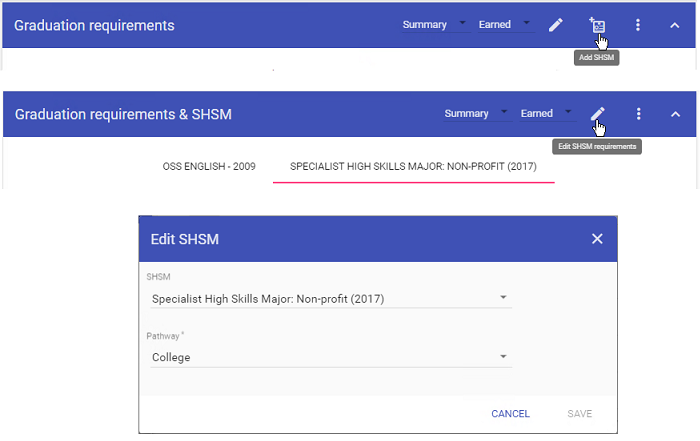 Graduation requirements Summary Earned
Add SHSM
Graduation requirements & SHSM Summary Earned
Edit SHSM requirements
OSS ENGLISH - 2009 SPECIALIST HIGH SKILLS MAJOR: NON-PROFIT (2017)
Edit SHSM
SHSM
Specialist High Skills Major: Non-profit (2017)
Pathway *
College
CANCEL SAVE